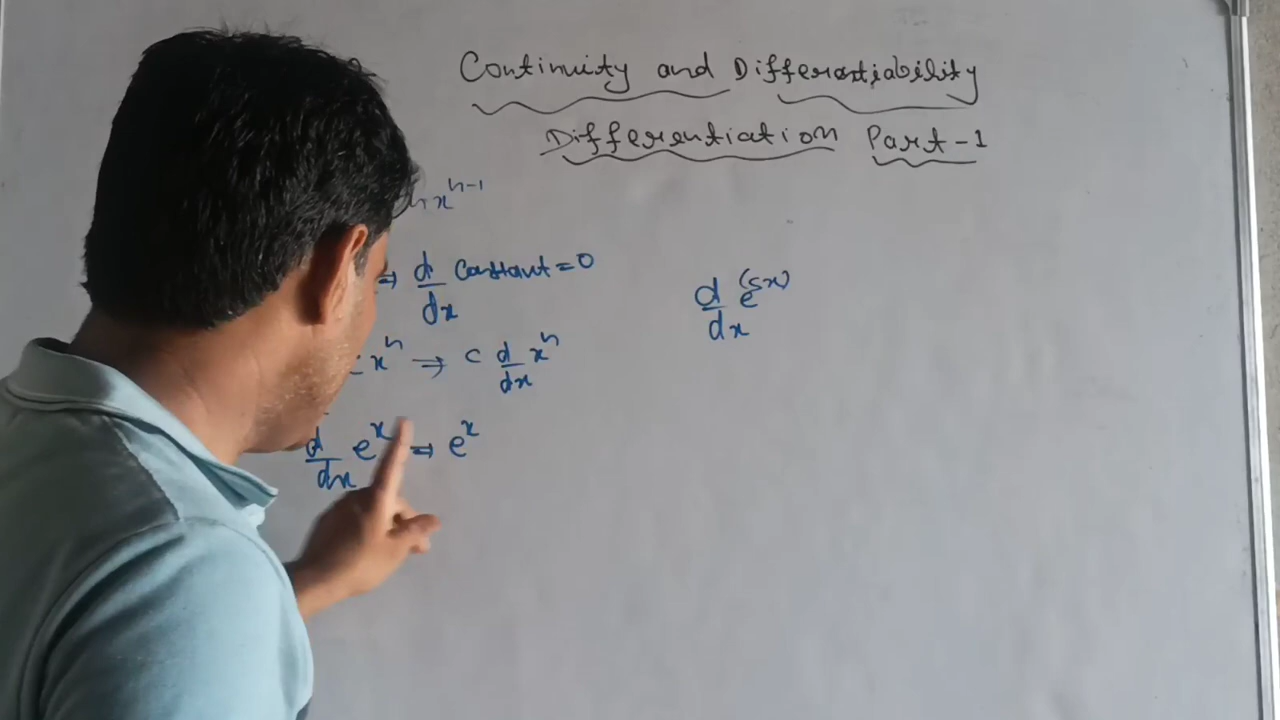 Continuity and Differentiability
Differentiation Part-1
n x^{n-1}
⇒ d/dx Constant = 0
c x^n ⇒ c d/dx x^n
d/dx e^x ⇒ e^x
d/dx e^{(5x)}